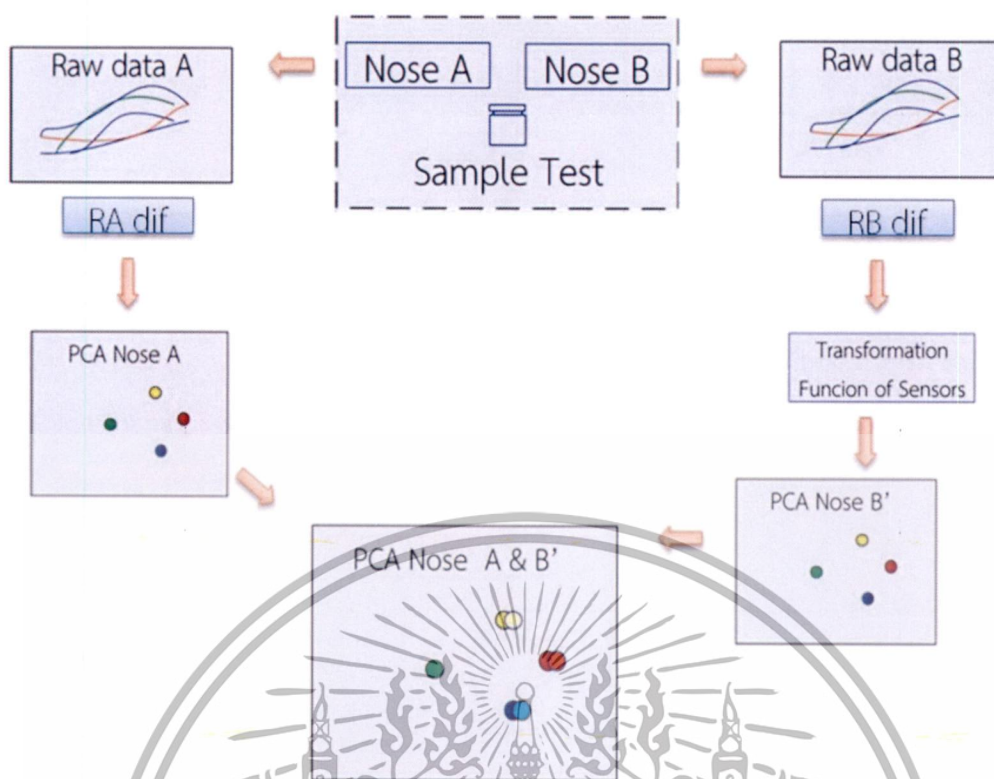 Raw data A
Nose A
Nose B
Raw data B
Sample Test
RA dif
RB dif
PCA Nose A
Transformation
Funcion of Sensors
PCA Nose B'
PCA Nose A & B'